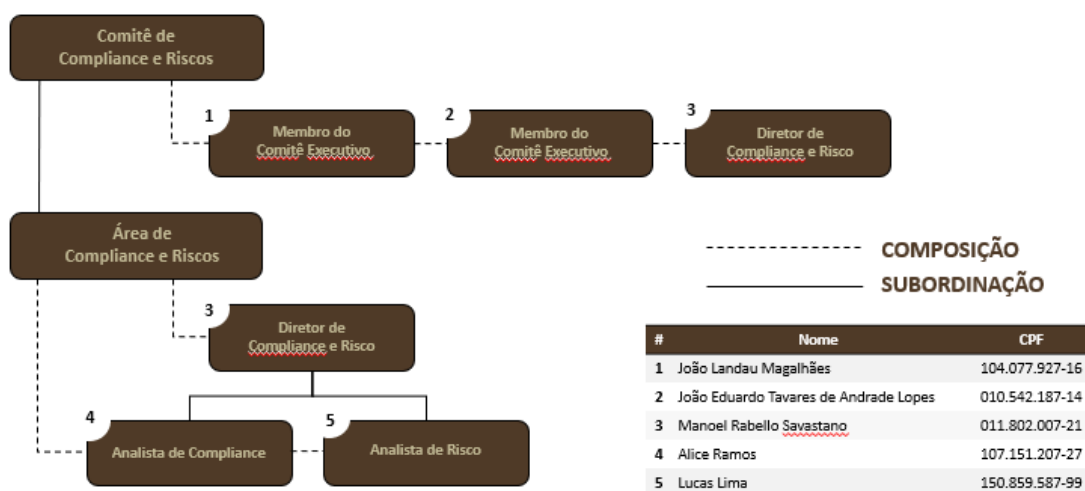 Comitê de
Compliance e Riscos
1
Membro do
Comitê Executivo
2
Membro do
Comitê Executivo
3
Diretor de
Compliance e Risco
Área de
Compliance e Riscos
COMPOSIÇÃO
SUBORDINAÇÃO
3
Diretor de
Compliance e Risco
4
Analista de Compliance
5
Analista de Risco
# Nome CPF
1 João Landau Magalhães 104.077.927-16
2 João Eduardo Tavares de Andrade Lopes 010.542.187-14
3 Manoel Rabello Savastano 011.802.007-21
4 Alice Ramos 107.151.207-27
5 Lucas Lima 150.859.587-99